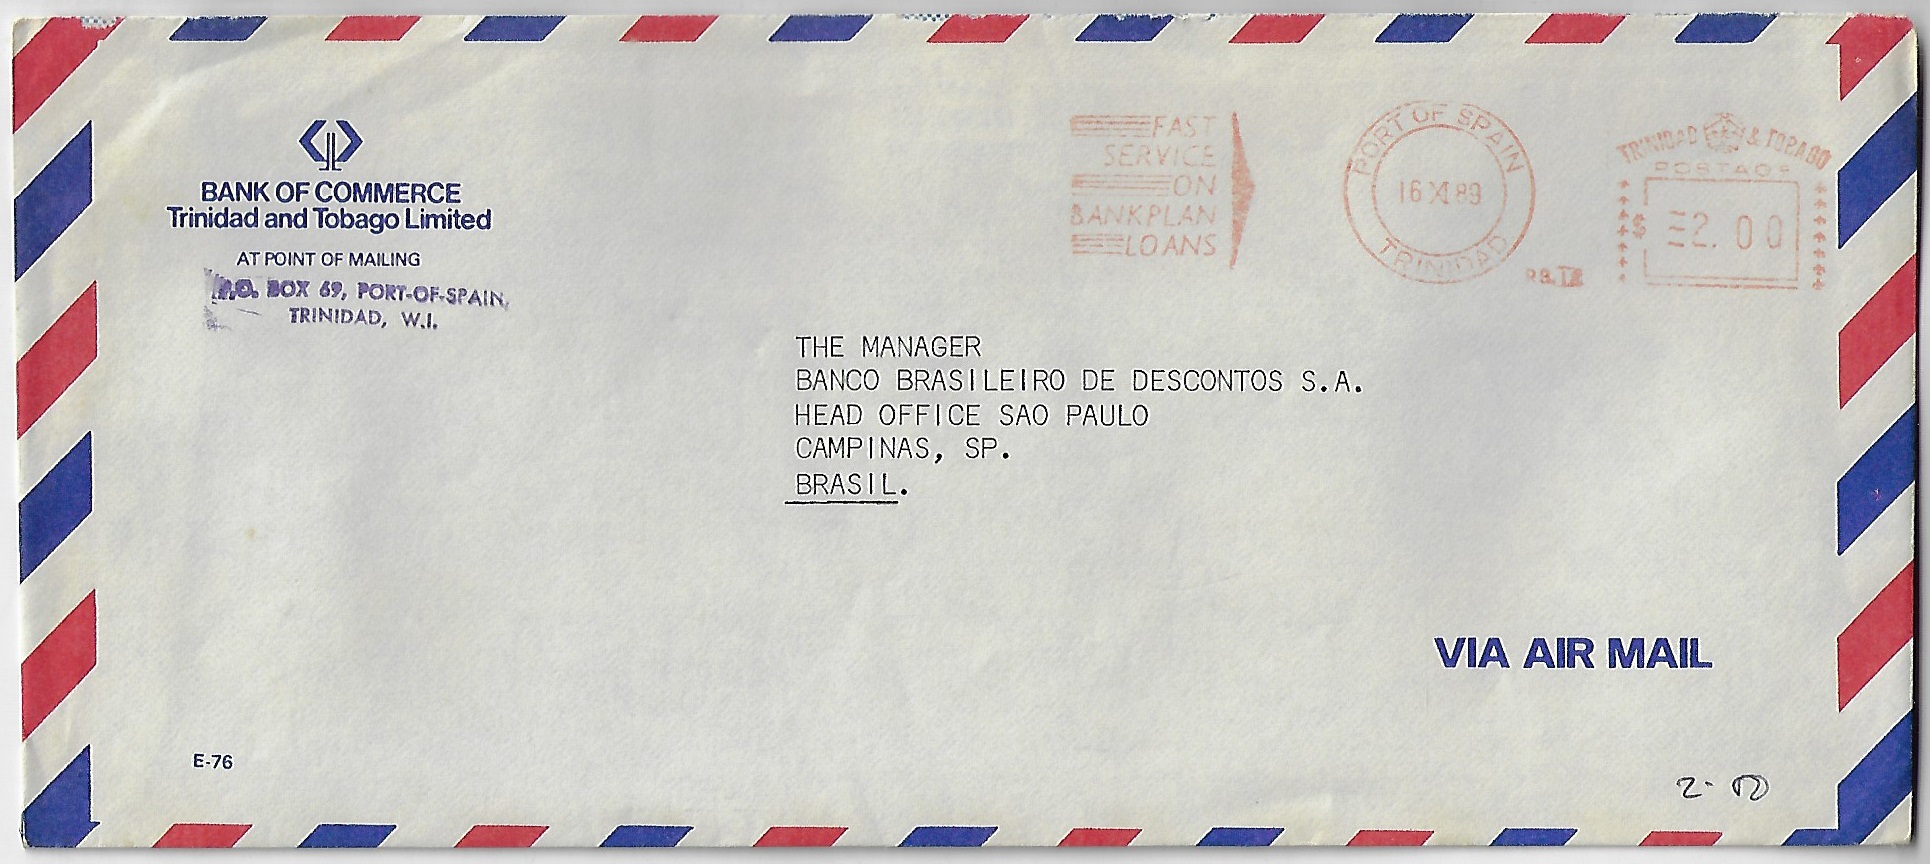 BANK OF COMMERCE
Trinidad and Tobago Limited
AT POINT OF MAILING
P.O. BOX 69, PORT-OF-SPAIN,
TRINIDAD, W.I.
FAST
SERVICE
ON
BANKPLAN
LOANS
PORT OF SPAIN
16 XI 89
TRINIDAD
TRINIDAD & TOBAGO
POSTAGE
2.00
THE MANAGER
BANCO BRASILEIRO DE DESCONTOS S.A.
HEAD OFFICE SAO PAULO
CAMPINAS, SP.
BRASIL.
VIA AIR MAIL
E-76
2.00